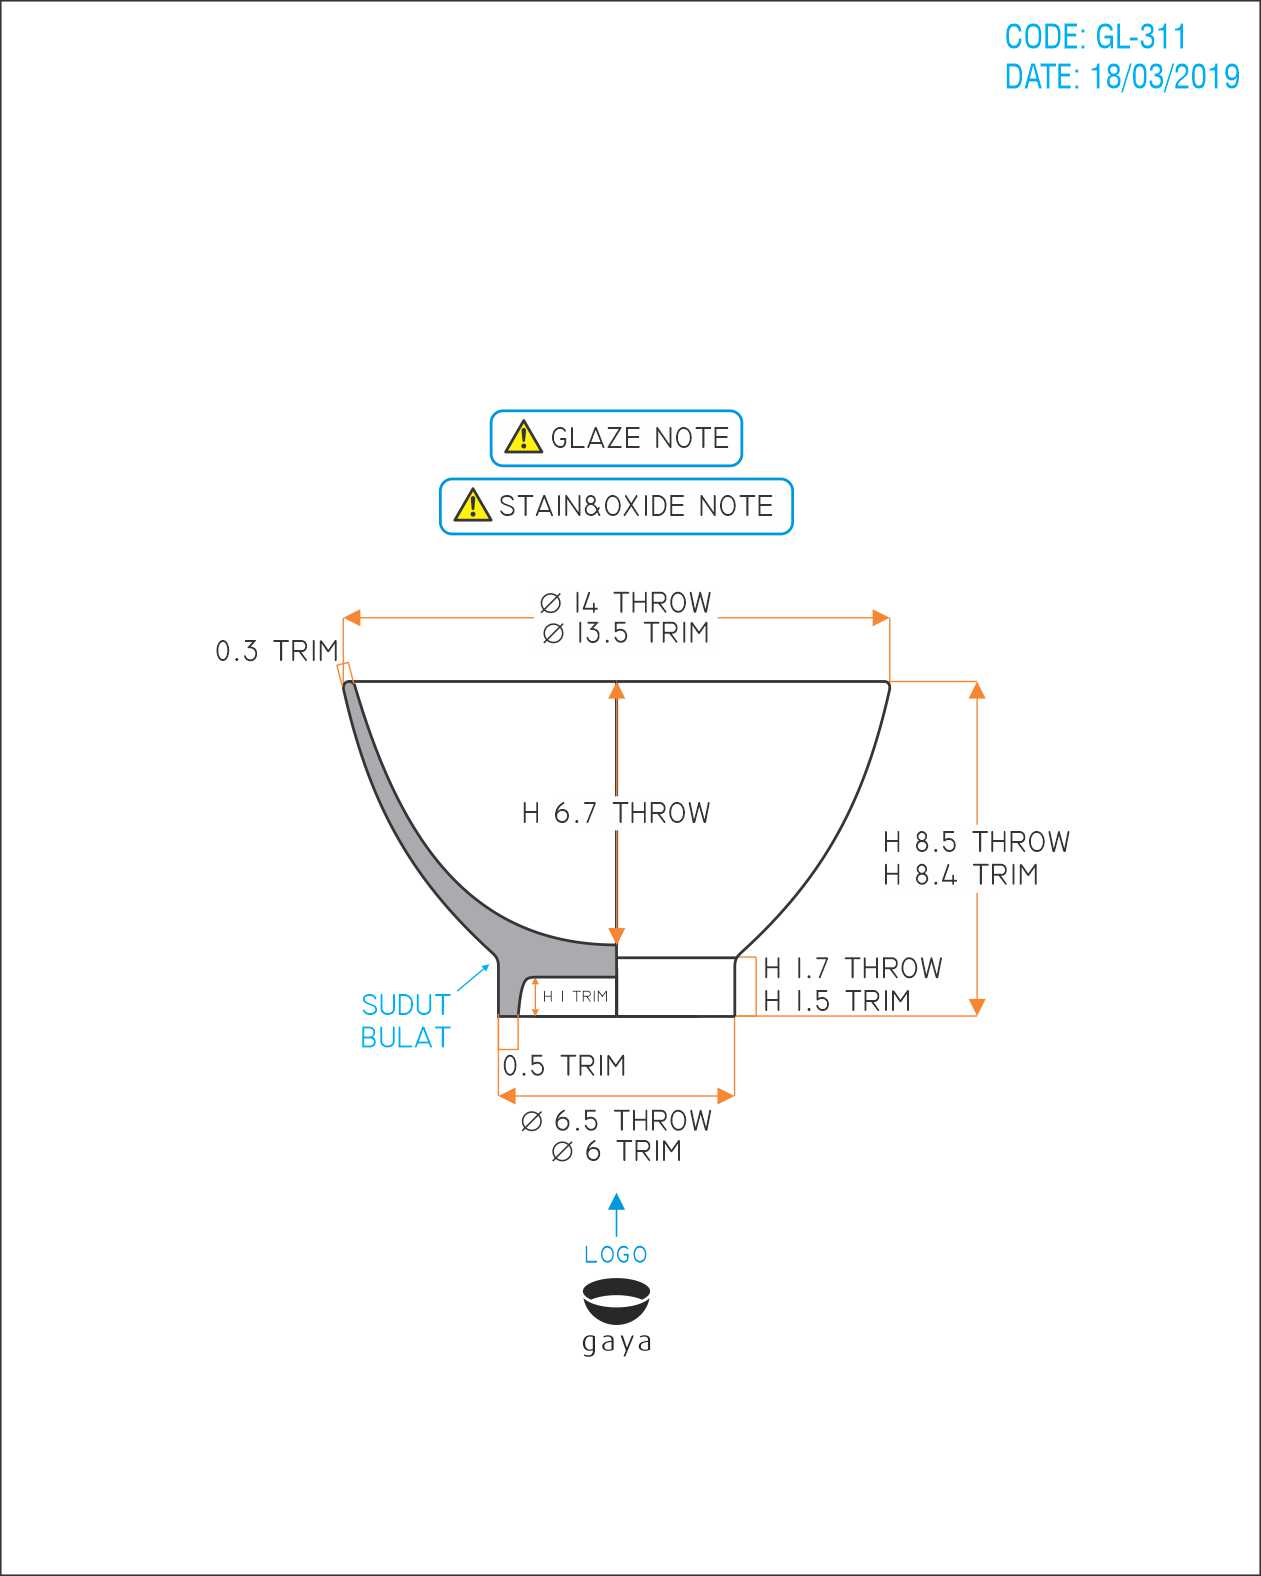 CODE: GL-311
DATE: 18/03/2019
GLAZE NOTE
STAIN&OXIDE NOTE
Ø 14 THROW
Ø 13.5 TRIM
0.3 TRIM
H 6.7 THROW
H 8.5 THROW
H 8.4 TRIM
H 1.7 THROW
H 1.5 TRIM
H 1 TRIM
SUDUT
BULAT
0.5 TRIM
Ø 6.5 THROW
Ø 6 TRIM
LOGO
gaya